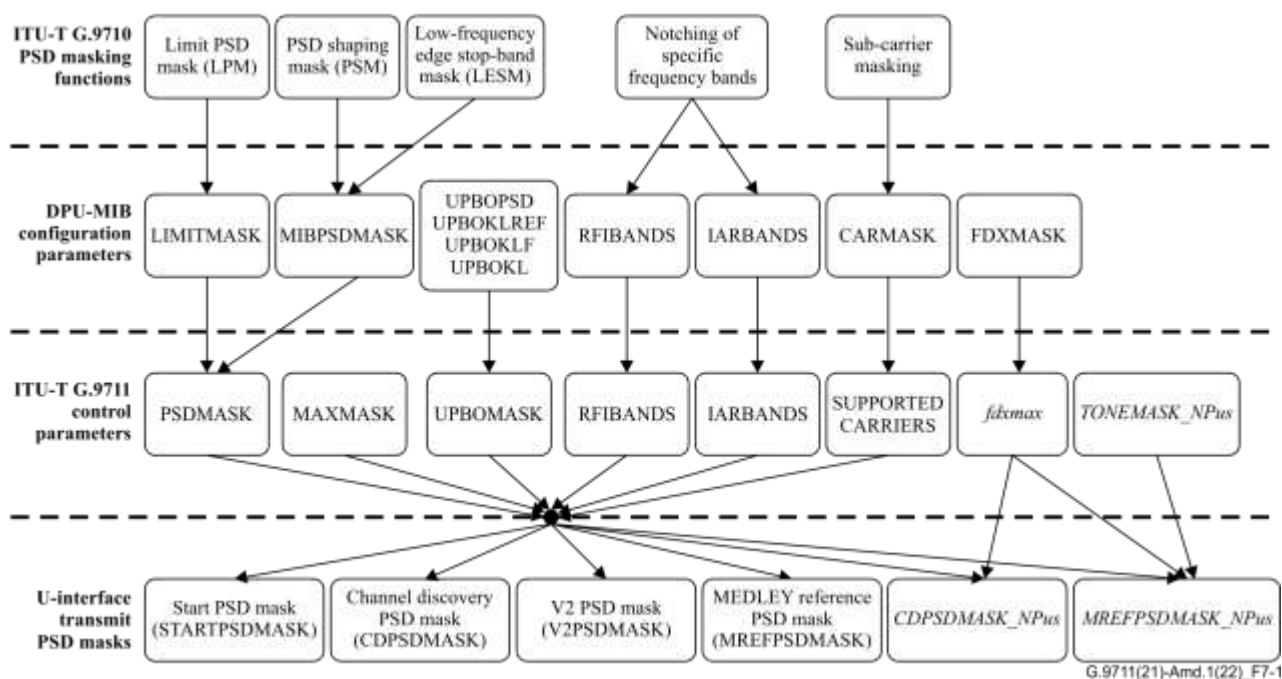 ITU-T G.9710
PSD masking
functions
Limit PSD
mask (LPM)
PSD shaping
mask (PSM)
Low-frequency
edge stop-band
mask (LESM)
Notching of
specific
frequency bands
Sub-carrier
masking
DPU-MIB
configuration
parameters
LIMITMASK
MIBPSDMASK
UPBOPSD
UPBOKLREF
UPBOKLF
UPBOKL
RFIBANDS
IARBANDS
CARMASK
FDXMASK
ITU-T G.9711
control
parameters
PSDMASK
MAXMASK
UPBOMASK
RFIBANDS
IARBANDS
SUPPORTED
CARRIERS
fdxmax
TONEMASK_NPus
U-interface
transmit
PSD masks
Start PSD mask
(STARTPSDMASK)
Channel discovery
PSD mask
(CDPSDMASK)
V2 PSD mask
(V2PSDMASK)
MEDLEY reference
PSD mask
(MREFPSDMASK)
CDPSDMASK_NPus
MREFPSDMASK_NPus
G.9711(21)-Amd.1(22)_F7-1